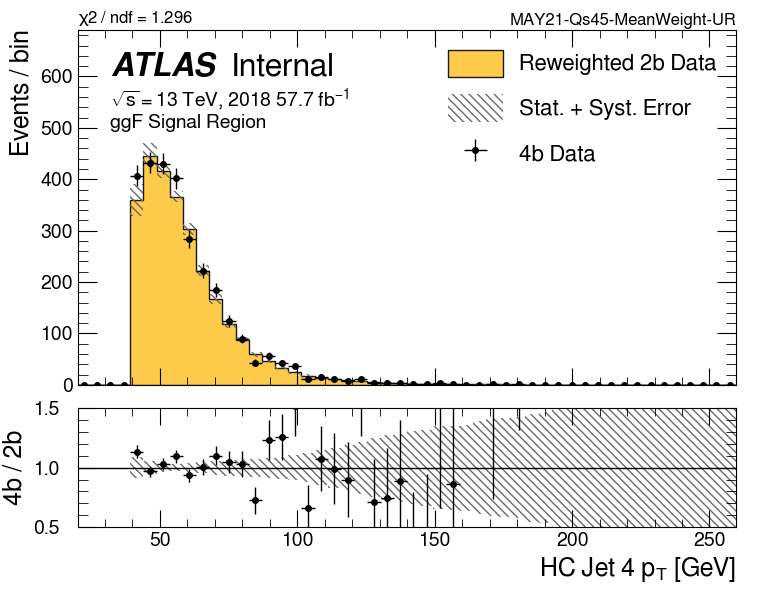 χ2 / ndf = 1.296
MAY21-Qs45-MeanWeight-UR
Events / bin
ATLAS Internal
√s = 13 TeV, 2018 57.7 fb⁻¹
ggF Signal Region
Reweighted 2b Data
Stat. + Syst. Error
4b Data
600
500
400
300
200
100
0
4b / 2b
1.5
1.0
0.5
50
100
150
200
250
HC Jet 4 p_T [GeV]